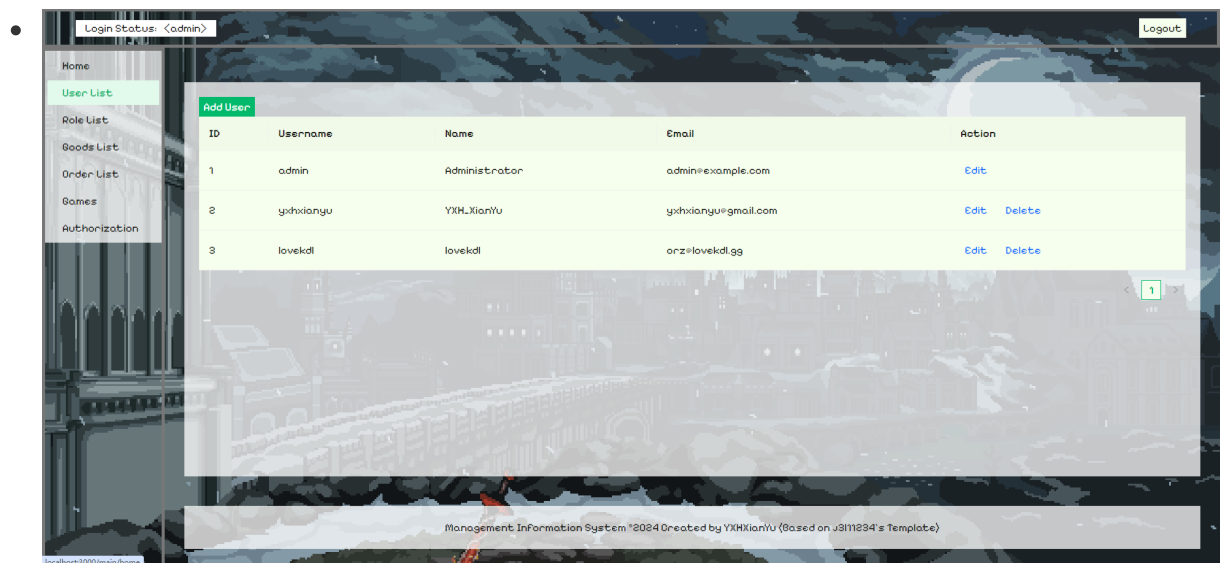 Login Status: <admin>
Logout
Home
User List
Role List
Goods List
Order List
Games
Authorization
Add User
ID Username Name Email Action
1 admin Administrator admin@example.com Edit
2 yxhxianyu YXH_XianYu yxhxianyu@gmail.com Edit Delete
3 lovekdl lovekdl orz@lovekdl.gg Edit Delete
< 1 >
Management Information System ©2024 Created by YXHXianYu (Based on J3111234's Template)
localhost:3000/main/home